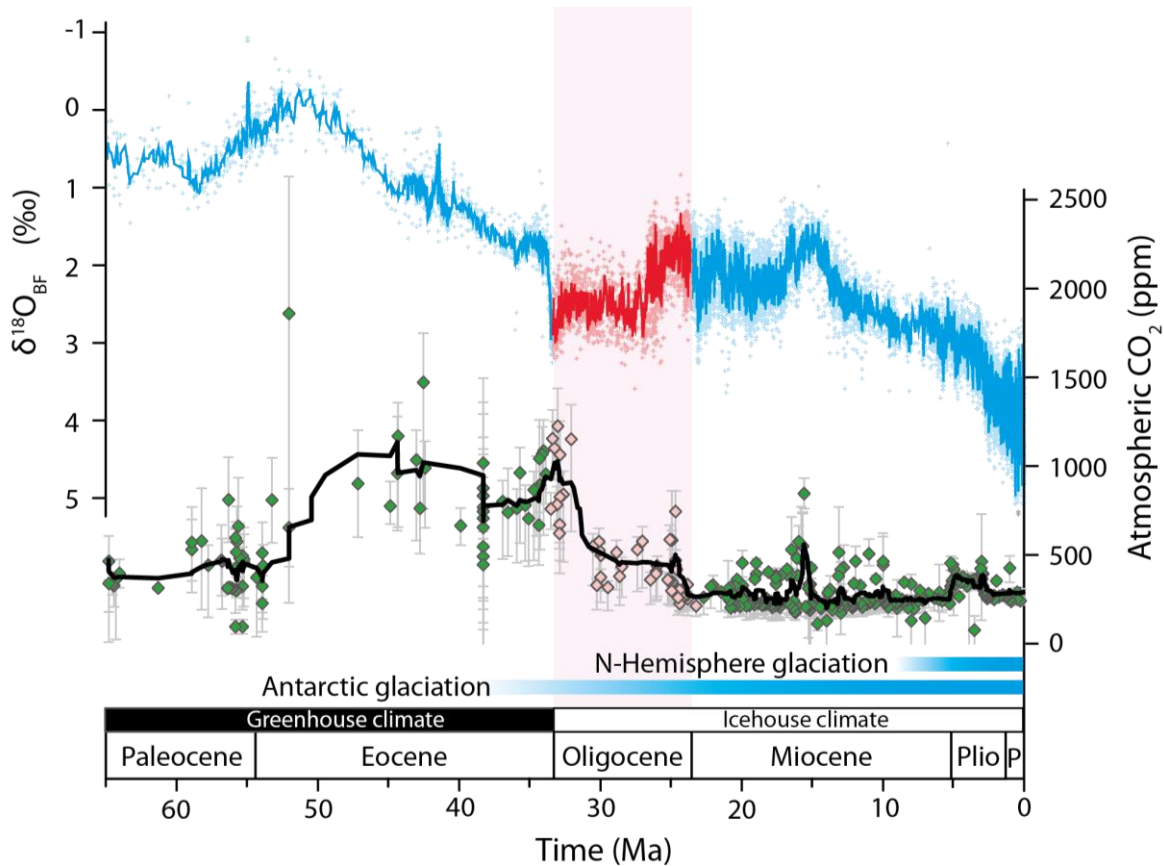 -1
0
1
2
3
4
5
δ¹⁸O_BF (‰)
2500
2000
1500
1000
500
0
Atmospheric CO₂ (ppm)
N-Hemisphere glaciation
Antarctic glaciation
Greenhouse climate Icehouse climate
Paleocene Eocene Oligocene Miocene Plio P
60 50 40 30 20 10 0
Time (Ma)